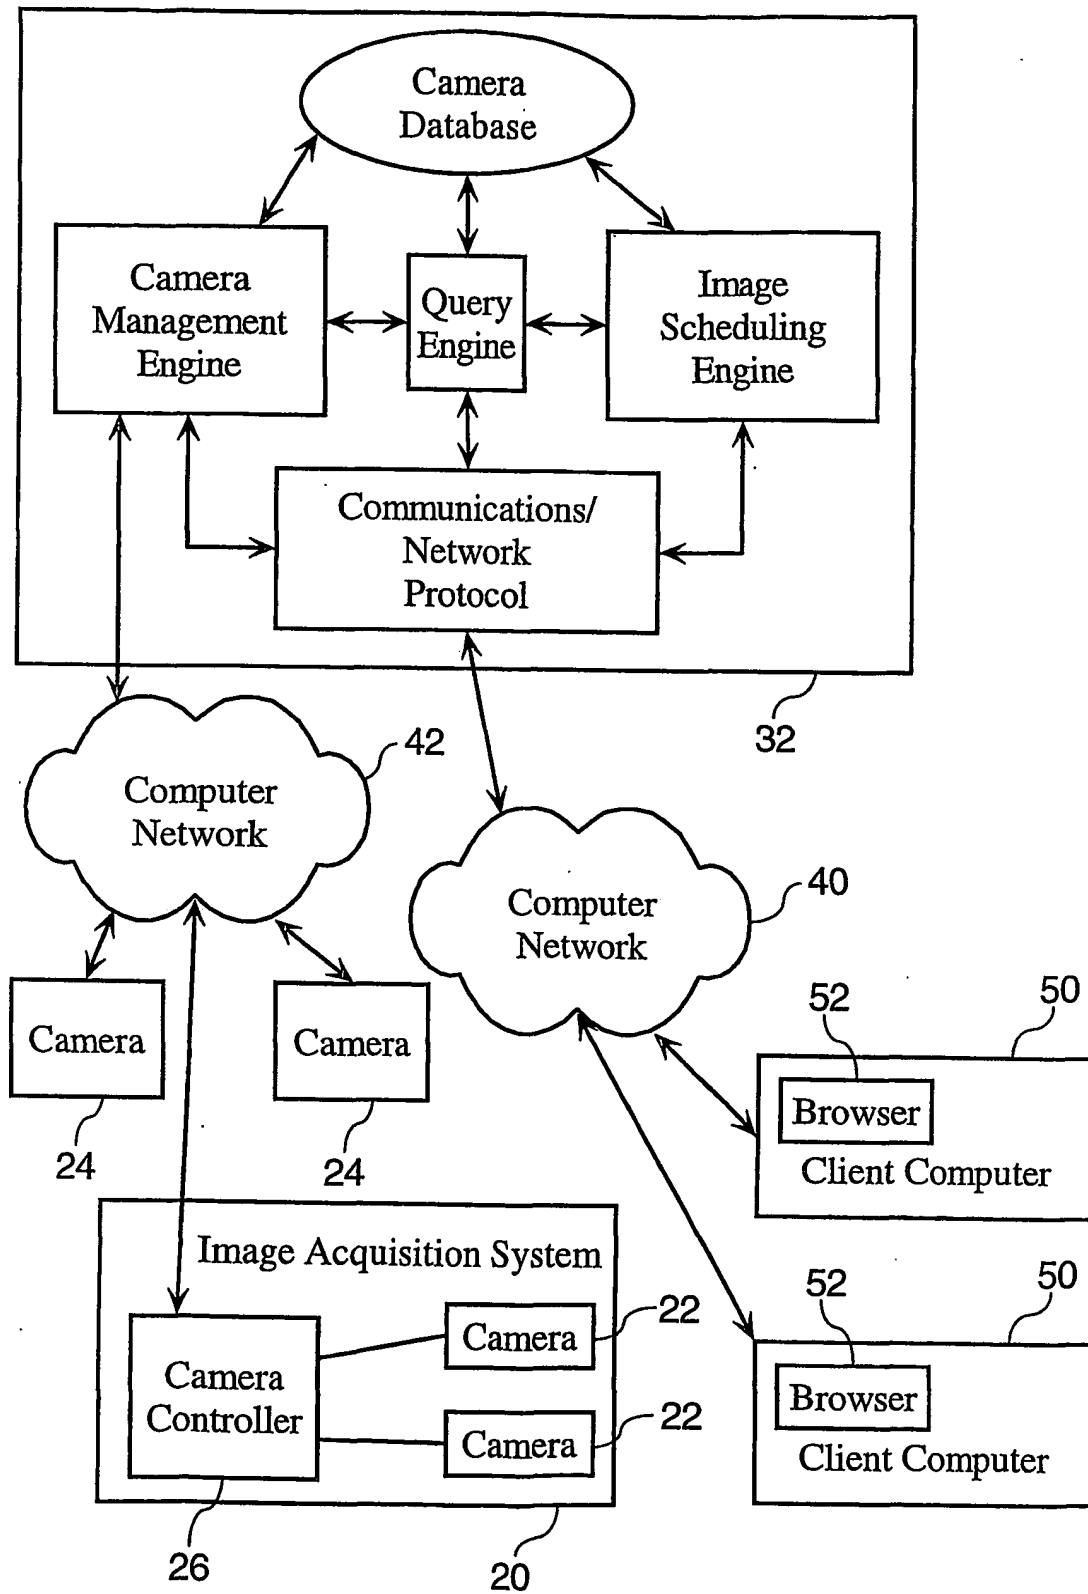 Camera
Database
Camera
Management
Engine
Query
Engine
Image
Scheduling
Engine
Communications/
Network
Protocol
32
42
Computer
Network
40
Computer
Network
Camera
Camera
24
24
52
50
Browser
Client Computer
Image Acquisition System
Camera
Controller
Camera
22
Camera
22
26
20
52
50
Browser
Client Computer